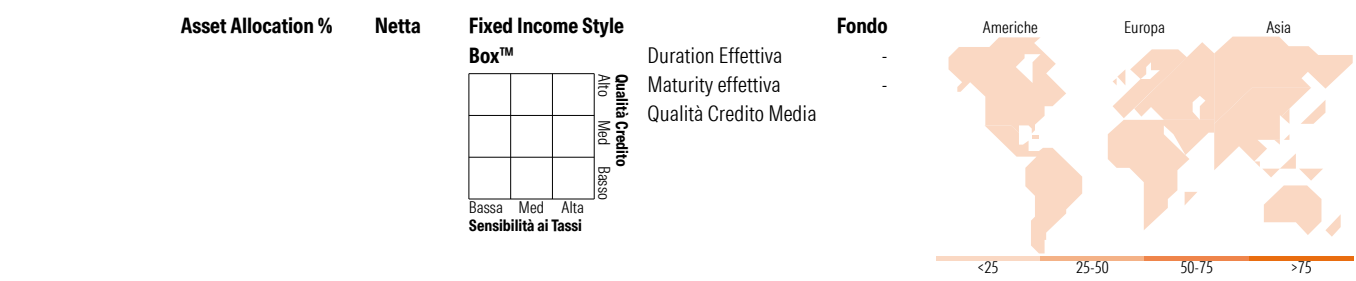 Asset Allocation % Netta
Fixed Income Style Box™
Fondo
Duration Effettiva -
Maturity effettiva -
Qualità Credito Media
Alto Med Basso
Qualità Credito
Bassa Med Alta
Sensibilità ai Tassi
Americhe Europa Asia
<25 25-50 50-75 >75